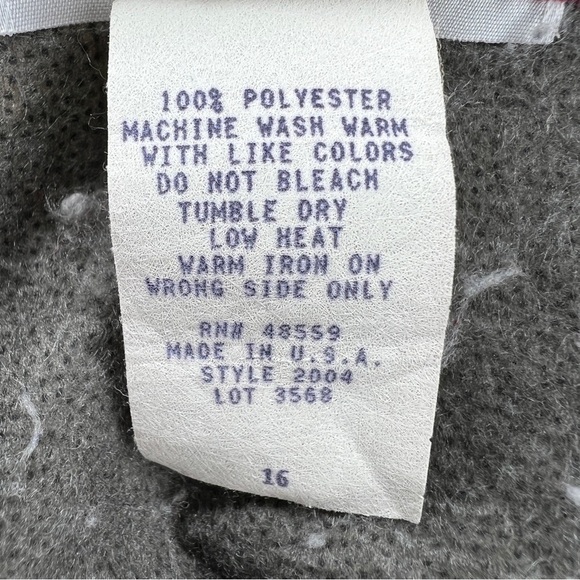 100% POLYESTER
MACHINE WASH WARM
WITH LIKE COLORS
DO NOT BLEACH
TUMBLE DRY
LOW HEAT
WARM IRON ON
WRONG SIDE ONLY
RN# 48559
MADE IN U.S.A.
STYLE 2004
LOT 3568
16